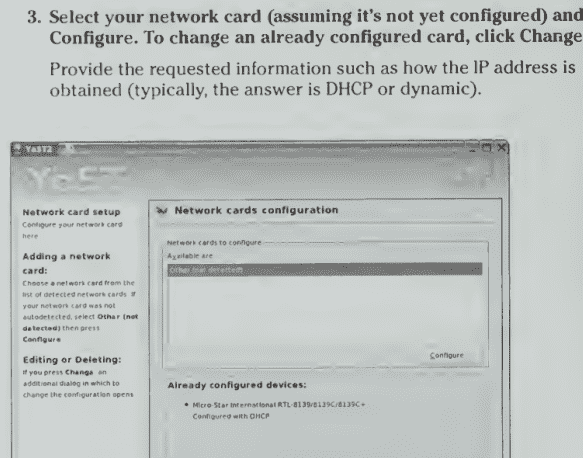 3. Select your network card (assuming it's not yet configured) and
Configure. To change an already configured card, click Change
Provide the requested information such as how the IP address is
obtained (typically, the answer is DHCP or dynamic).
YaST2
YaST
Network card setup
Configure your network card
here
Adding a network
card:
Choose a network card from the
list of detected network cards. If
your network card was not
autodetected, select Other (not
detected) then press
Configure
Editing or Deleting:
If you press Change an
additional dialog in which to
change the configuration opens
Network cards configuration
Network cards to configure
Available are
Other (not detected)
Configure
Already configured devices:
• Micro-Star International RTL-8139/8139C/8139C+
Configured with DHCP